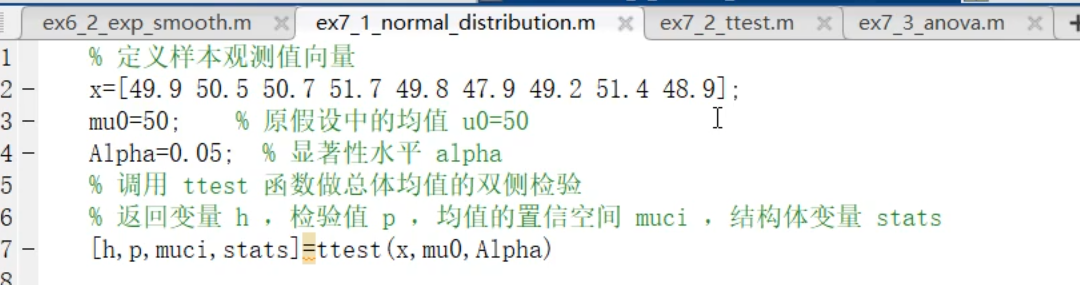 ex6_2_exp_smooth.m × ex7_1_normal_distribution.m × ex7_2_ttest.m × ex7_3_anova.m × +
1 % 定义样本观测值向量
2 - x=[49.9 50.5 50.7 51.7 49.8 47.9 49.2 51.4 48.9];
3 - mu0=50; % 原假设中的均值 u0=50
4 - Alpha=0.05; % 显著性水平 alpha
5 % 调用 ttest 函数做总体均值的双侧检验
6 % 返回变量 h ，检验值 p ，均值的置信空间 muci ，结构体变量 stats
7 - [h,p,muci,stats]=ttest(x,mu0,Alpha)
8